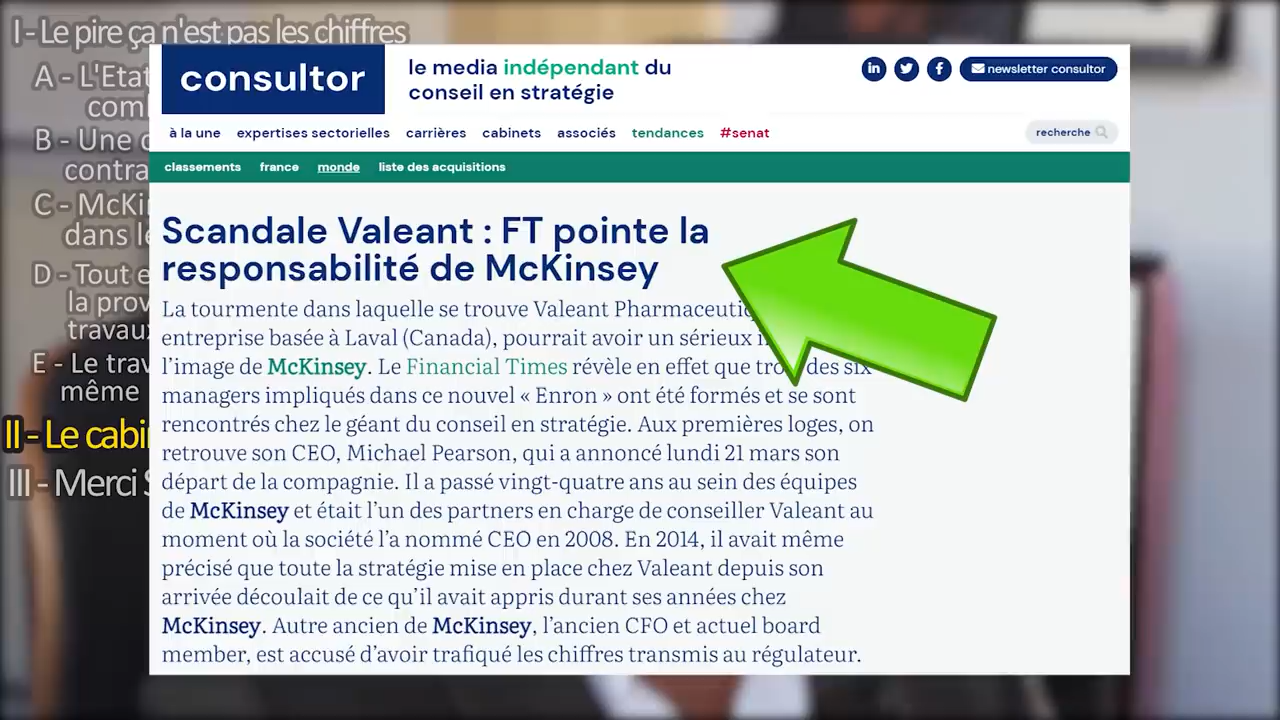 I - Le pire ça n'est pas les chiffres
A - L'Etat
comb
B - Une
contra
C - McKin
dans le
D - Tout e
la prov
travaux
E - Le trav
même
II - Le cabi
III - Merci
consultor
le media indépendant du
conseil en stratégie
newsletter consultor
à la une expertises sectorielles carrières cabinets associés tendances #senat
recherche
classements france monde liste des acquisitions
Scandale Valeant : FT pointe la
responsabilité de McKinsey
La tourmente dans laquelle se trouve Valeant Pharmaceuti
entreprise basée à Laval (Canada), pourrait avoir un sérieux
l'image de McKinsey. Le Financial Times révèle en effet que tro des six
managers impliqués dans ce nouvel « Enron » ont été formés et se sont
rencontrés chez le géant du conseil en stratégie. Aux premières loges, on
retrouve son CEO, Michael Pearson, qui a annoncé lundi 21 mars son
départ de la compagnie. Il a passé vingt-quatre ans au sein des équipes
de McKinsey et était l'un des partners en charge de conseiller Valeant au
moment où la société l'a nommé CEO en 2008. En 2014, il avait même
précisé que toute la stratégie mise en place chez Valeant depuis son
arrivée découlait de ce qu'il avait appris durant ses années chez
McKinsey. Autre ancien de McKinsey, l'ancien CFO et actuel board
member, est accusé d'avoir trafiqué les chiffres transmis au régulateur.